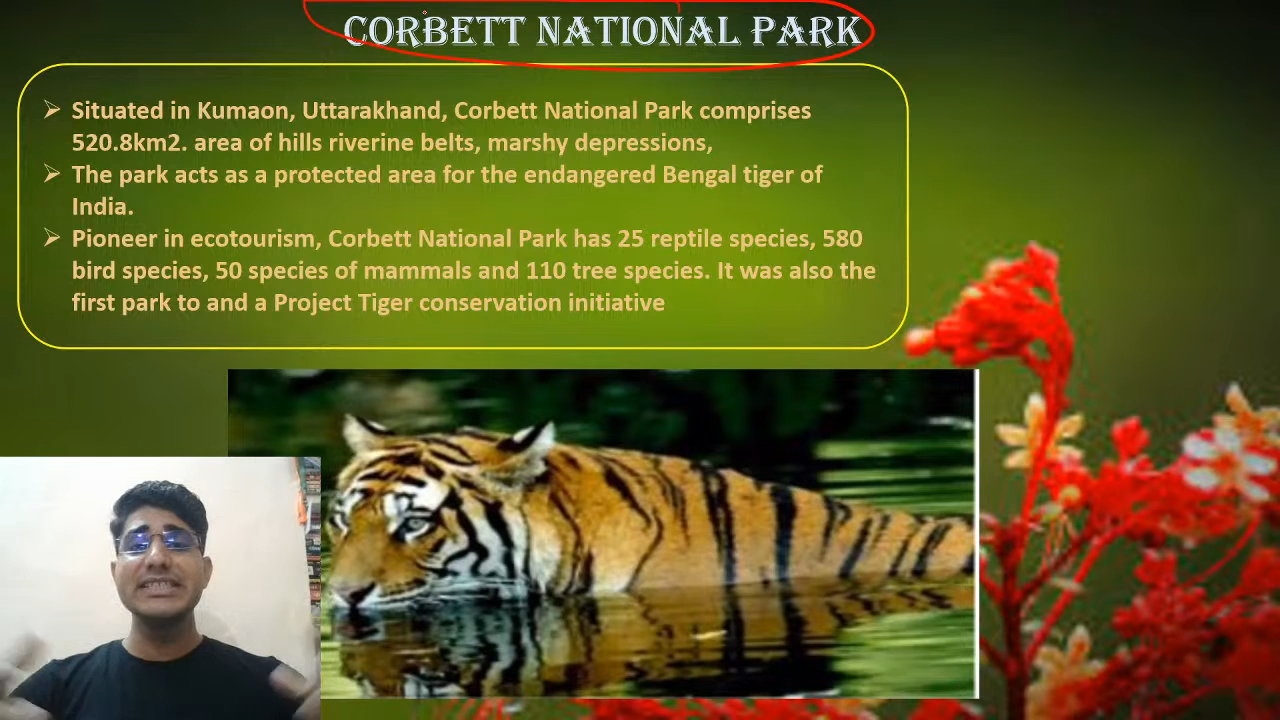 CORBETT NATIONAL PARK
Situated in Kumaon, Uttarakhand, Corbett National Park comprises
520.8km2. area of hills riverine belts, marshy depressions,
The park acts as a protected area for the endangered Bengal tiger of
India.
Pioneer in ecotourism, Corbett National Park has 25 reptile species, 580
bird species, 50 species of mammals and 110 tree species. It was also the
first park to and a Project Tiger conservation initiative